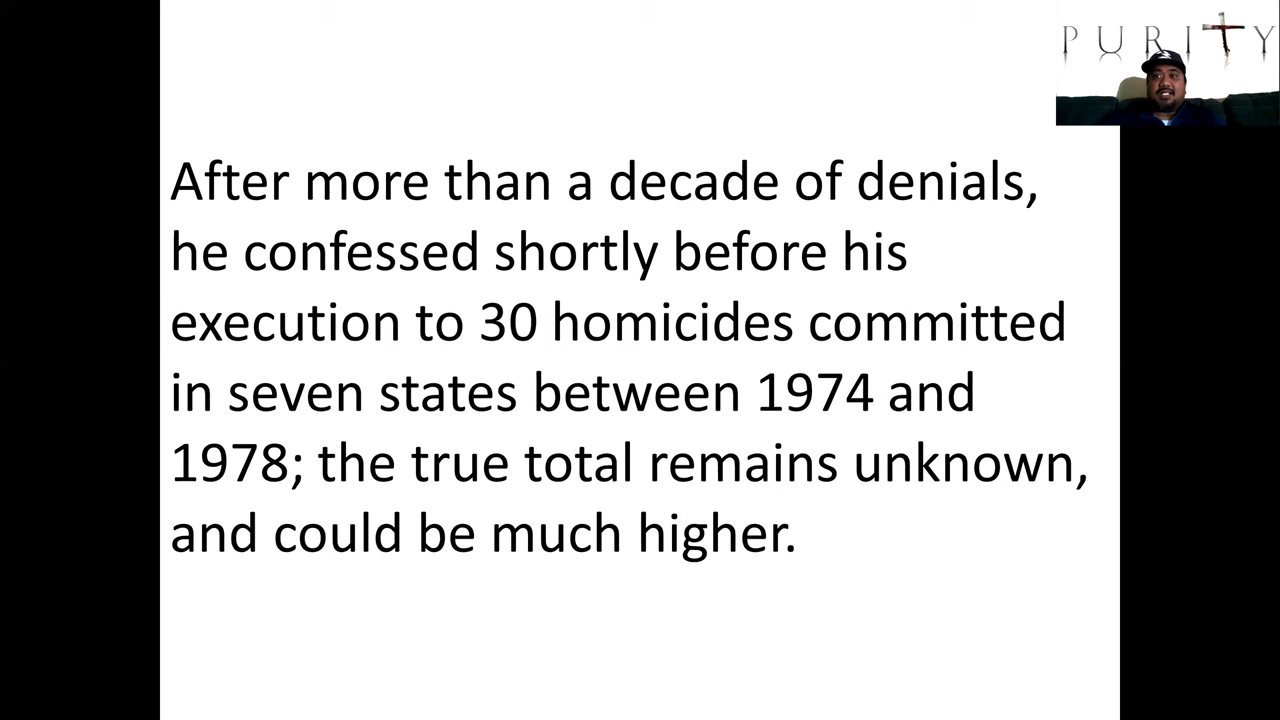 PURITY
After more than a decade of denials,
he confessed shortly before his
execution to 30 homicides committed
in seven states between 1974 and
1978; the true total remains unknown,
and could be much higher.